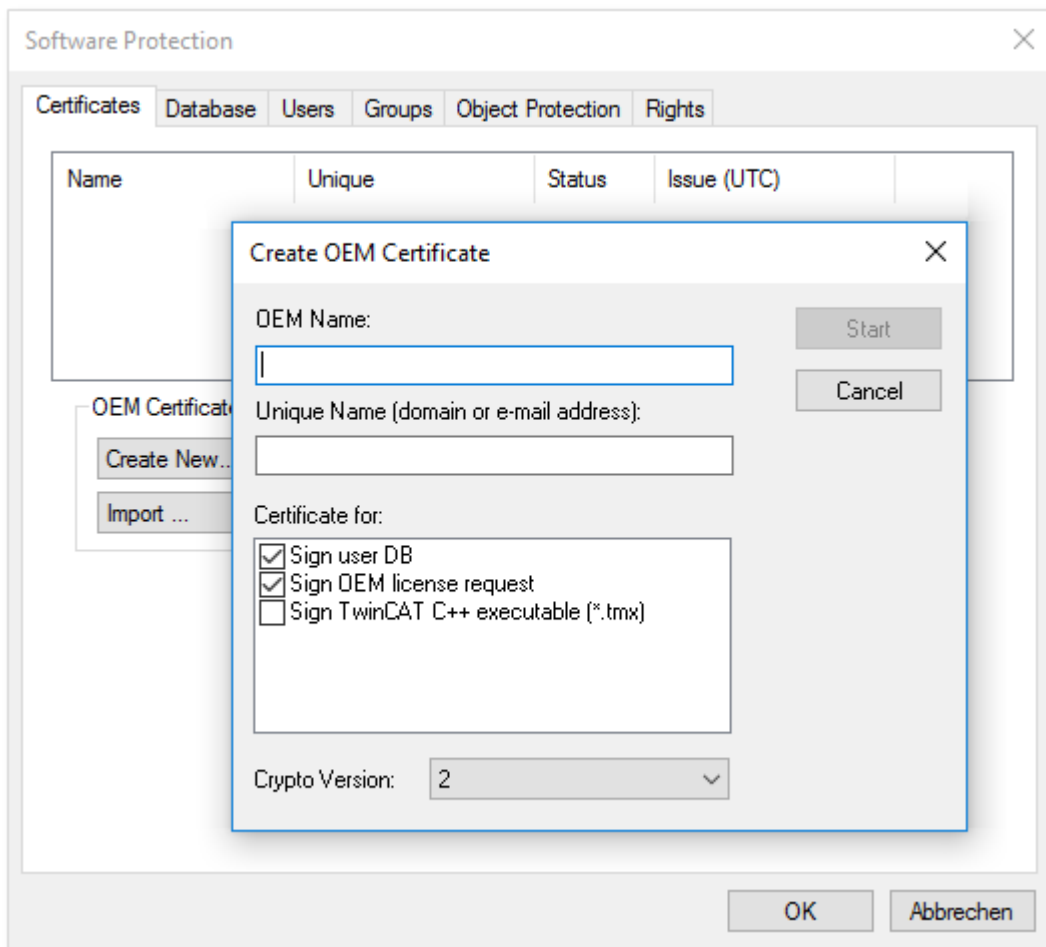 Software Protection
Certificates Database Users Groups Object Protection Rights
Name Unique Status Issue (UTC)
Create OEM Certificate
OEM Name:
Start
Cancel
Unique Name (domain or e-mail address):
OEM Certificate
Create New...
Import ...
Certificate for:
Sign user DB
Sign OEM license request
Sign TwinCAT C++ executable (*.tmx)
Crypto Version: 2
OK Abbrechen